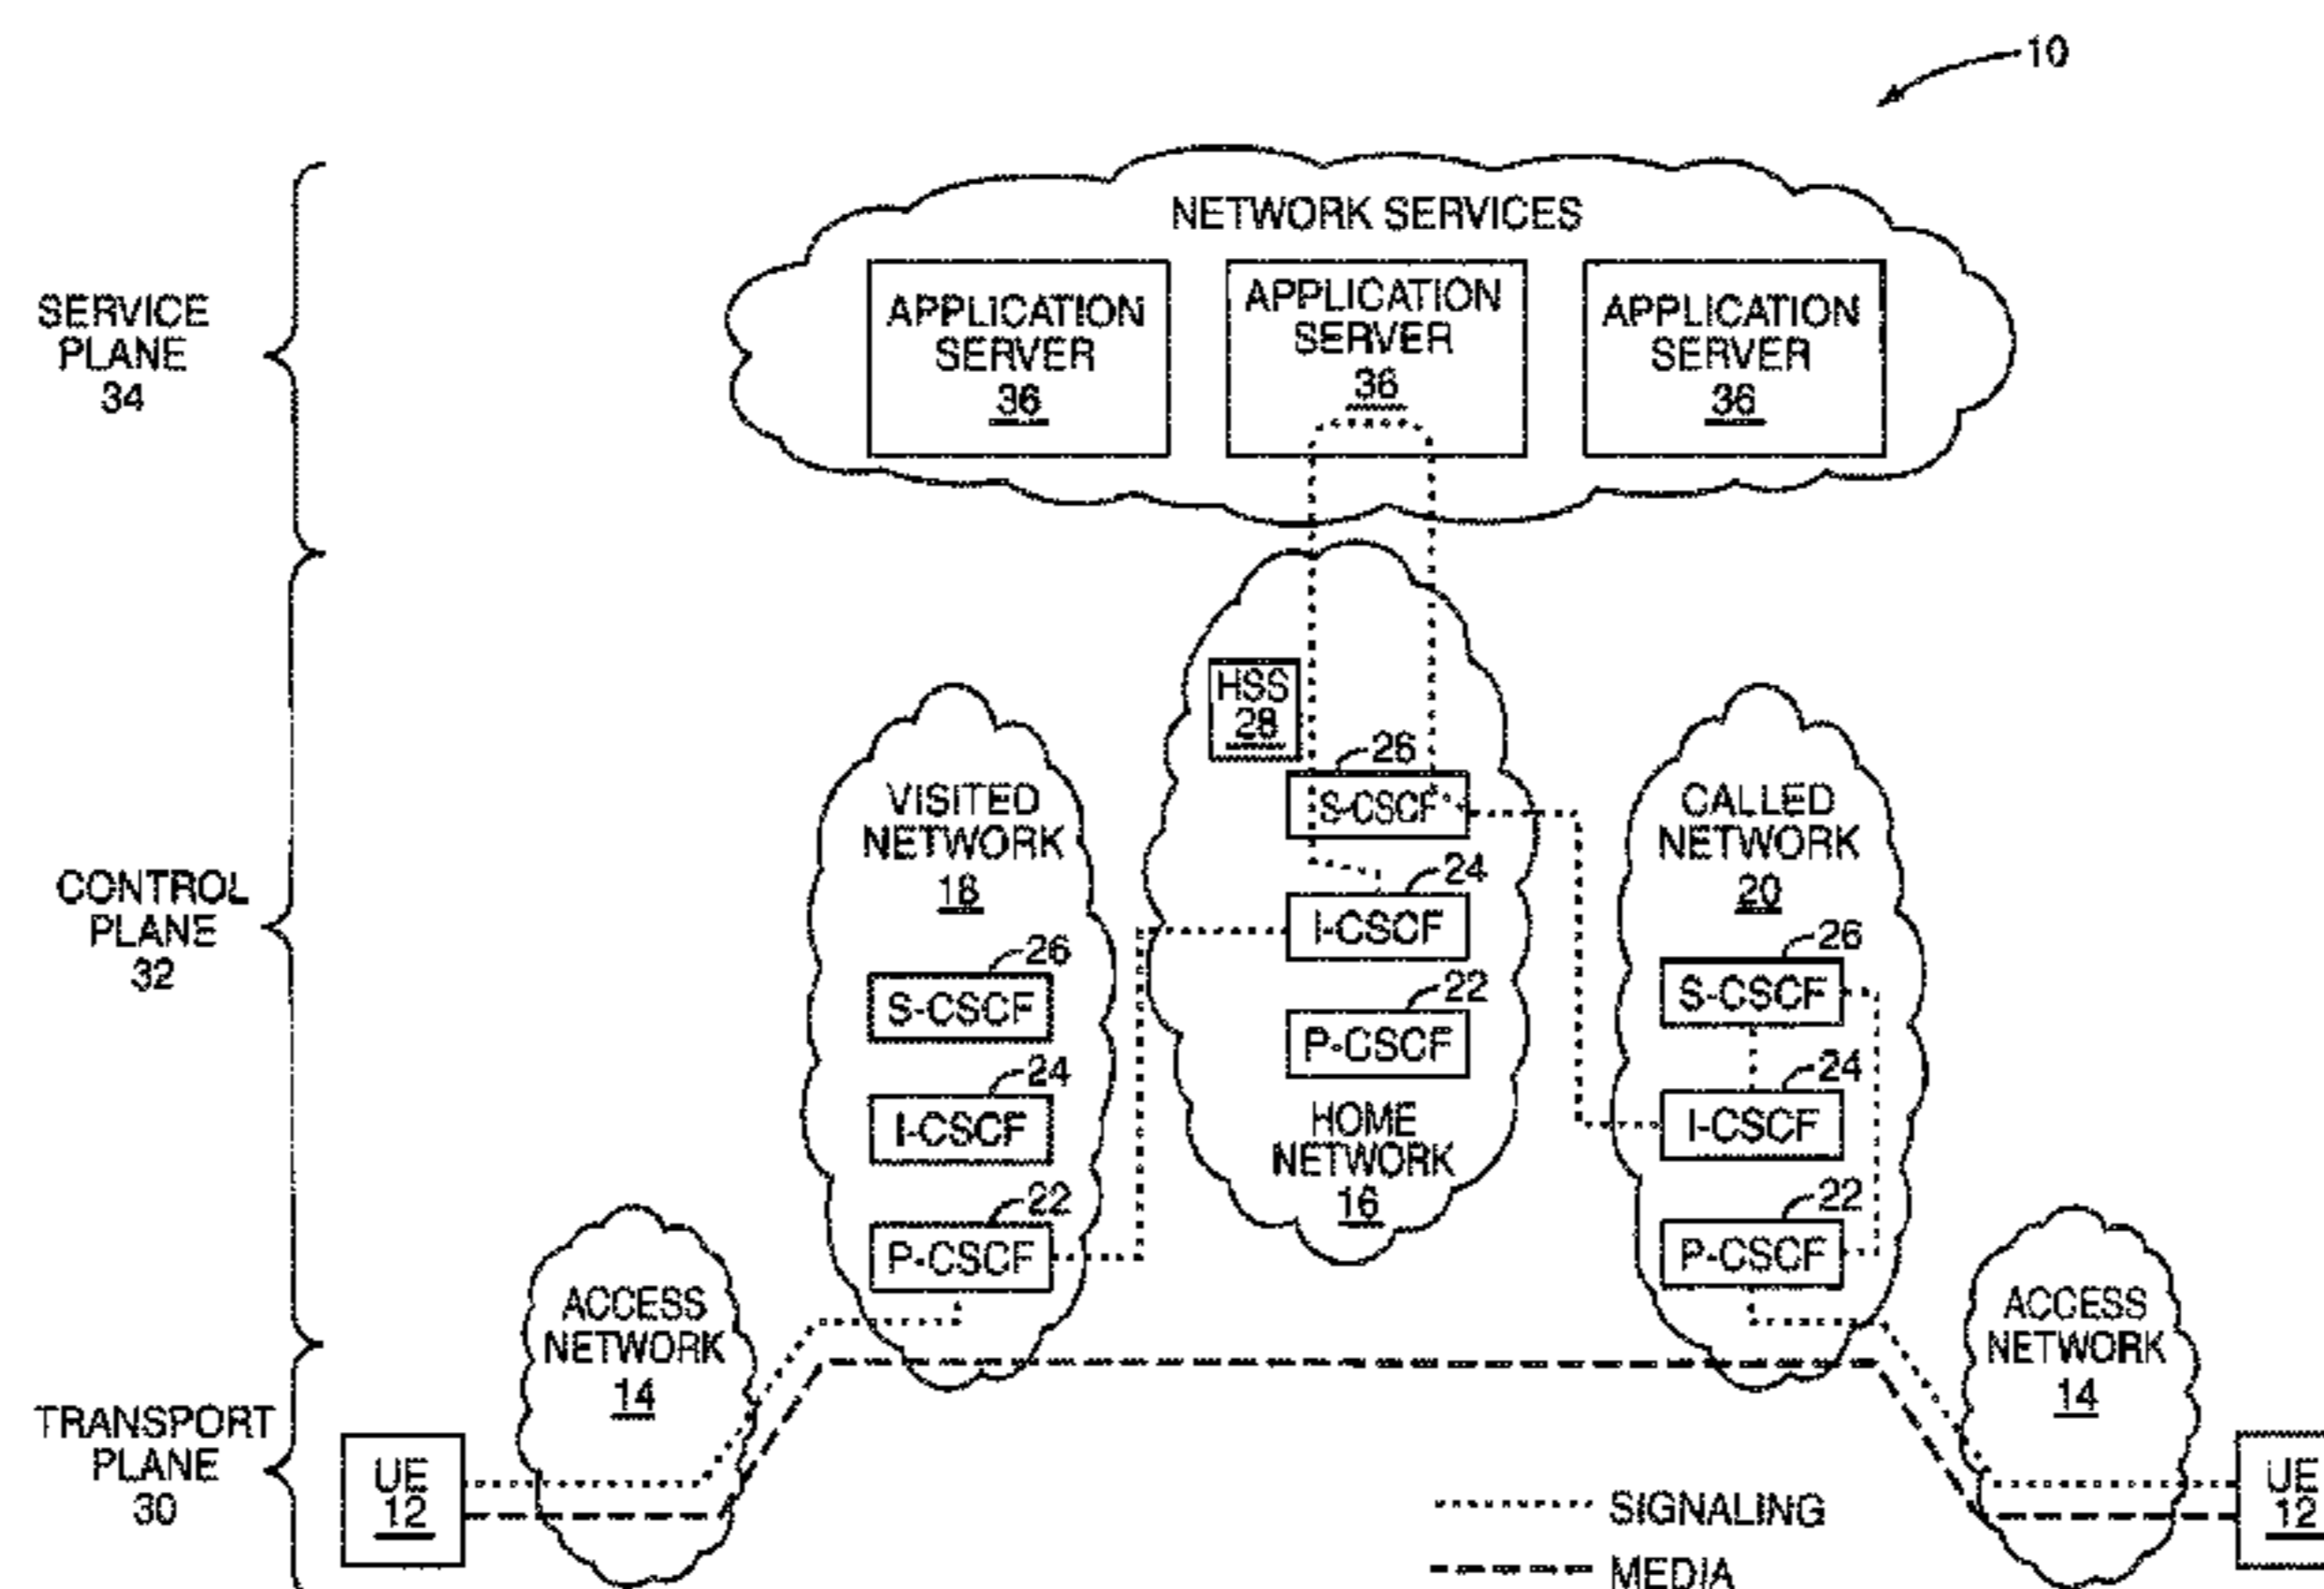 10
NETWORK SERVICES
SERVICE
PLANE
34
APPLICATION
SERVER
36
APPLICATION
SERVER
36
APPLICATION
SERVER
36
CONTROL
PLANE
32
VISITED
NETWORK
18
26
S-CSCF
24
I-CSCF
22
P-CSCF
HSS
28
26
S-CSCF
24
I-CSCF
22
P-CSCF
HOME
NETWORK
16
CALLED
NETWORK
20
26
S-CSCF
24
I-CSCF
22
P-CSCF
TRANSPORT
PLANE
30
UE
12
ACCESS
NETWORK
14
ACCESS
NETWORK
14
UE
12
SIGNALING
MEDIA